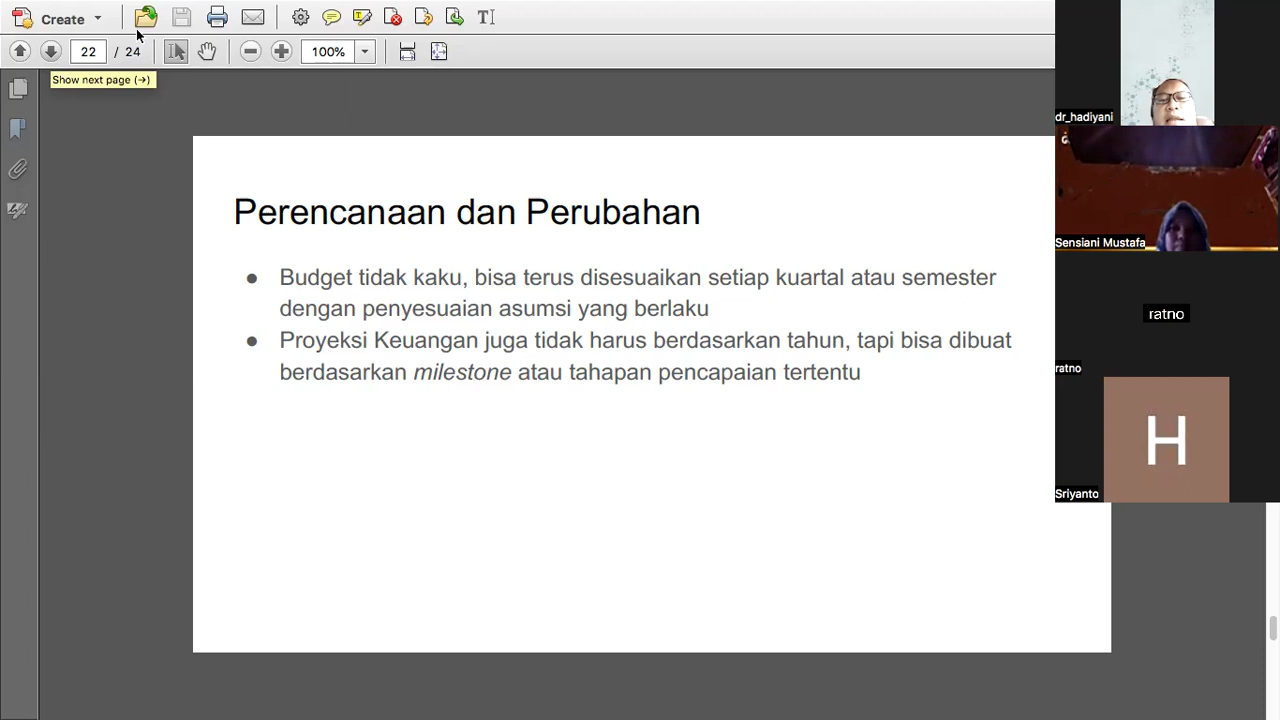 Create
22 / 24
100%
Show next page (→)
Perencanaan dan Perubahan
● Budget tidak kaku, bisa terus disesuaikan setiap kuartal atau semester
dengan penyesuaian asumsi yang berlaku
● Proyeksi Keuangan juga tidak harus berdasarkan tahun, tapi bisa dibuat
berdasarkan milestone atau tahapan pencapaian tertentu
dr_hadiyani
Sensiani Mustafa
ratno
ratno
H
Sriyanto